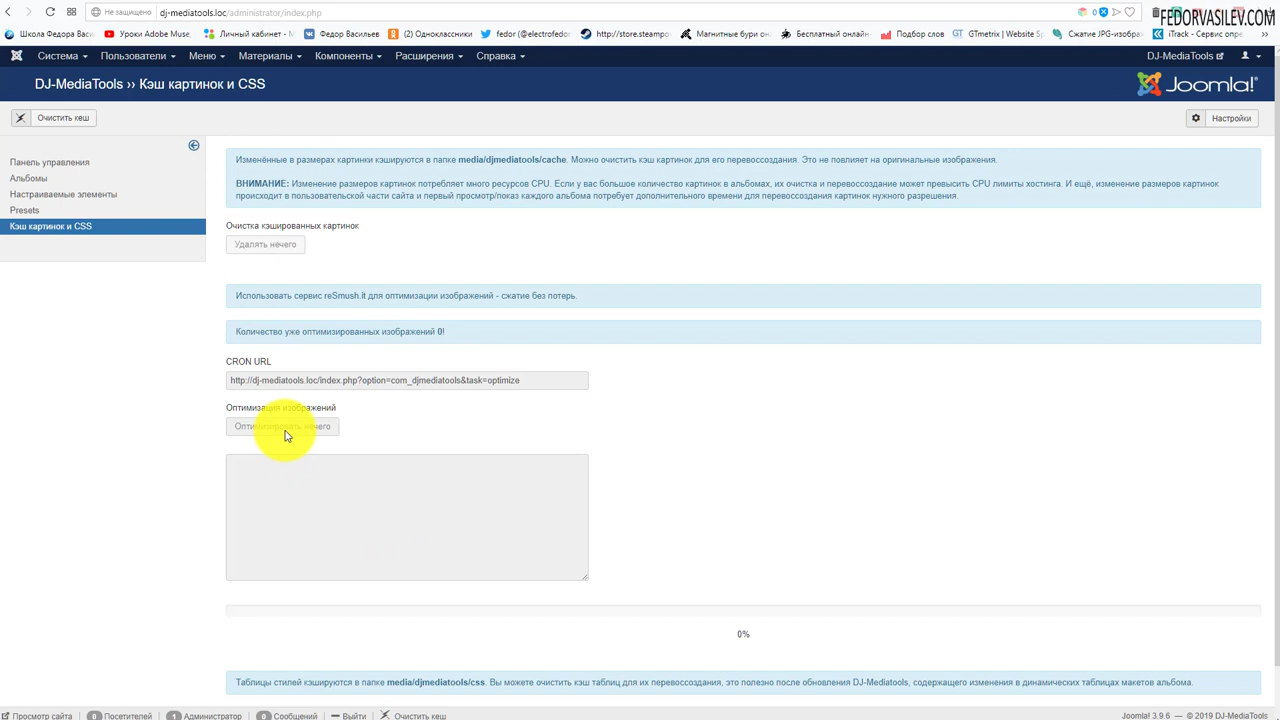 dj-mediatools.loc/administrator/index.php
Не защищено
0
FEDORVASILEV.COM
Школа Федора Васи
Уроки Adobe Muse,
Личный кабинет - М
Федор Васильев
(2) Одноклассники
fedor (@electrofedor
http://store.steampo
Магнитные бури он
Бесплатный онлайн
Подбор слов
GTmetrix | Website S
Сжатие JPG-изобра
iTrack - Сервис опре
Система
Пользователи
Меню
Материалы
Компоненты
Расширения
Справка
DJ-MediaTools
DJ-MediaTools ›› Кэш картинок и CSS
Joomla!
Очистить кеш
Настройки
Панель управления
Альбомы
Настраиваемые элементы
Presets
Кэш картинок и CSS
Изменённые в размерах картинки кэшируются в папке media/djmediatools/cache. Можно очистить кэш картинок для его перевоссоздания. Это не повлияет на оригинальные изображения.
ВНИМАНИЕ: Изменение размеров картинок потребляет много ресурсов CPU. Если у вас большое количество картинок в альбомах, их очистка и перевоссоздание может превысить CPU лимиты хостинга. И ещё, изменение размеров картинок
происходит в пользовательской части сайта и первый просмотр/показ каждого альбома потребует дополнительного времени для перевоссоздания картинок нужного разрешения.
Очистка кэшированных картинок
Удалять нечего
Использовать сервис reSmush.it для оптимизации изображений - сжатие без потерь.
Количество уже оптимизированных изображений 0!
CRON URL
http://dj-mediatools.loc/index.php?option=com_djmediatools&task=optimize
Оптимизация изображений
Оптимизировать нечего
0%
Таблицы стилей кэшируются в папке media/djmediatools/css. Вы можете очистить кэш таблиц для их перевоссоздания, это полезно после обновления DJ-Mediatools, содержащего изменения в динамических таблицах макетов альбома.
Просмотр сайта
0 Посетителей
1 Администратор
0 Сообщений
Выйти
Очистить кеш
Joomla! 3.9.6 — © 2019 DJ-MediaTools